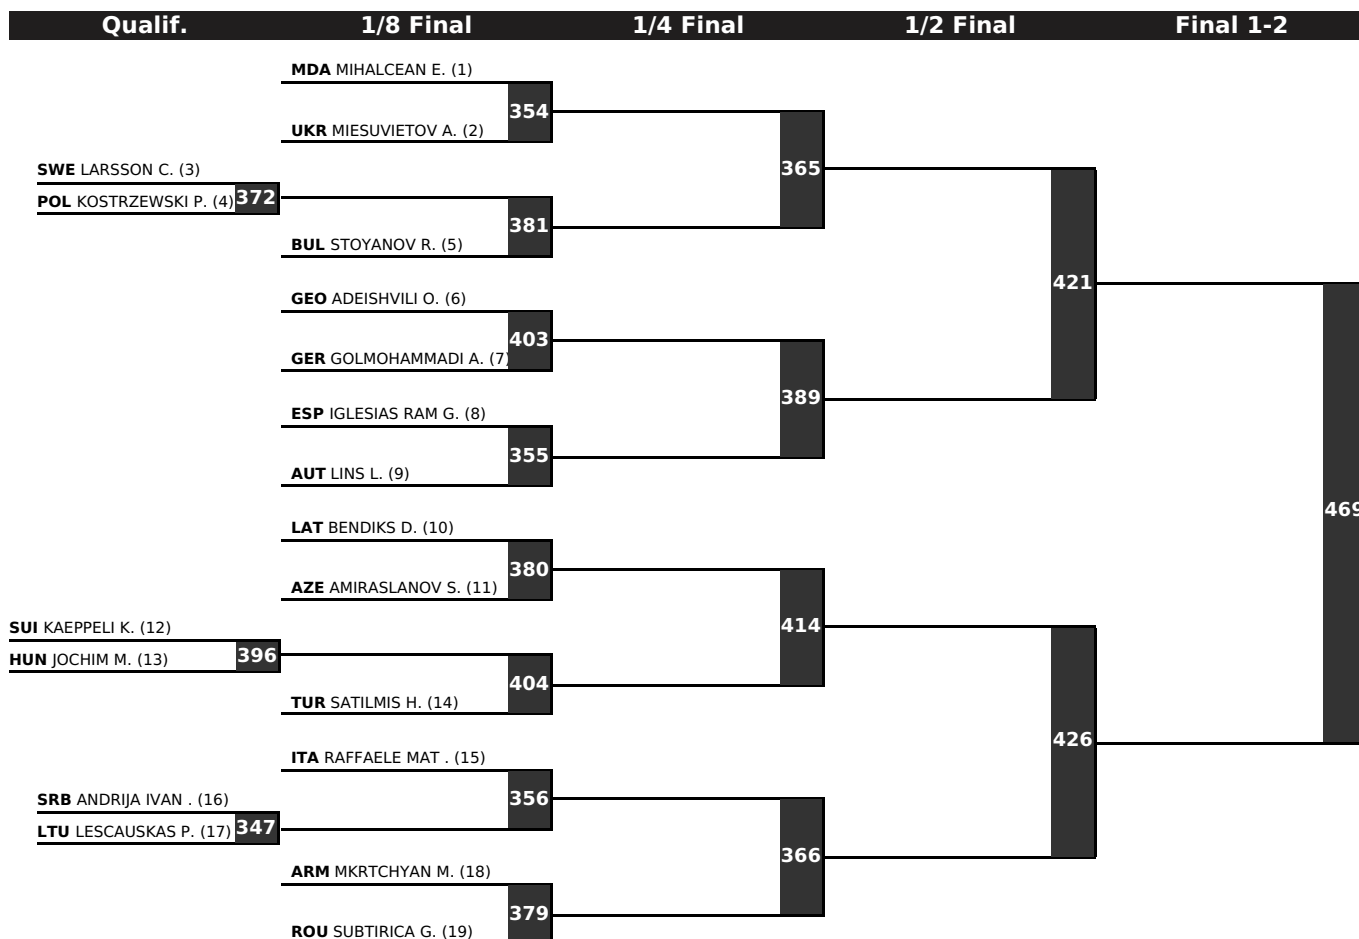 Qualif. 1/8 Final 1/4 Final 1/2 Final Final 1-2
MDA MIHALCEAN E. (1)
354
UKR MIESUVIETOV A. (2)
365
SWE LARSSON C. (3)
POL KOSTRZEWSKI P. (4) 372
381
BUL STOYANOV R. (5)
421
GEO ADEISHVILI O. (6)
403
GER GOLMOHAMMADI A. (7)
389
ESP IGLESIAS RAM G. (8)
355
AUT LINS L. (9)
469
LAT BENDIKS D. (10)
380
AZE AMIRASLANOV S. (11)
414
SUI KAEPPELI K. (12)
HUN JOCHIM M. (13) 396
404
TUR SATILMIS H. (14)
426
ITA RAFFAELE MAT . (15)
356
SRB ANDRIJA IVAN . (16)
LTU LESCAUSKAS P. (17) 347
366
ARM MKRTCHYAN M. (18)
379
ROU SUBTIRICA G. (19)